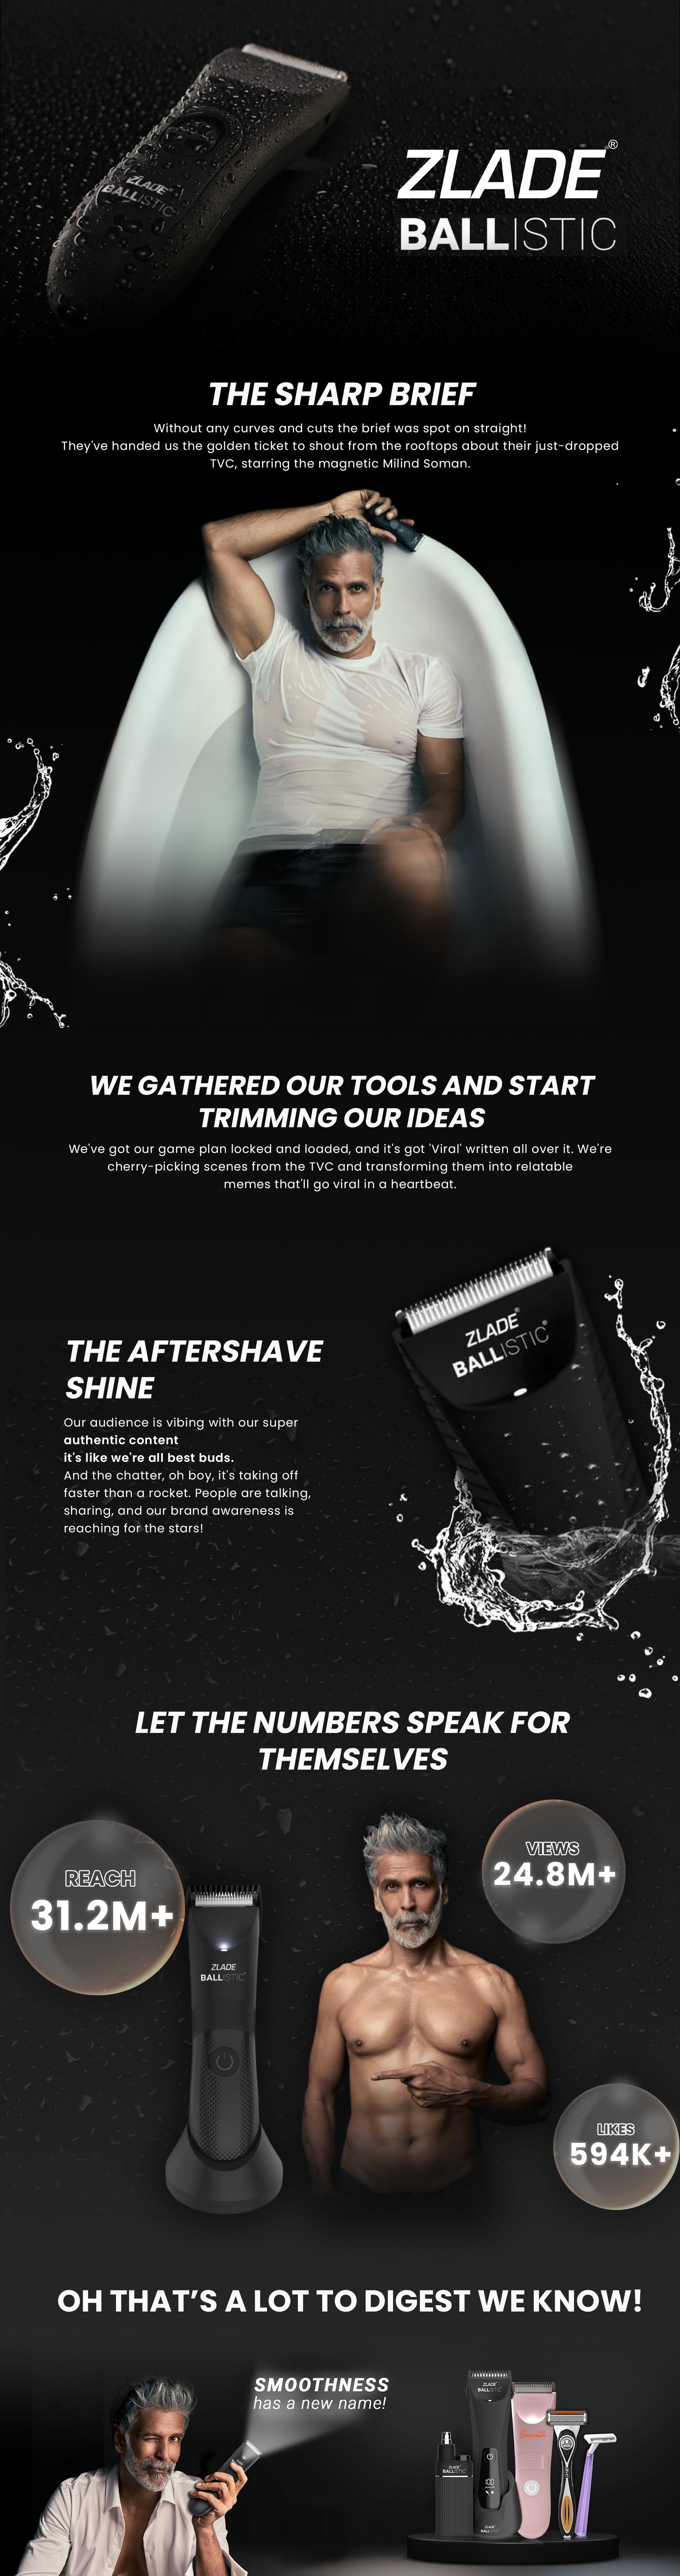 ZLADE
BALLISTIC
ZLADE®
BALLISTIC
THE SHARP BRIEF
Without any curves and cuts the brief was spot on straight!
They've handed us the golden ticket to shout from the rooftops about their just-dropped
TVC, starring the magnetic Milind Soman.
WE GATHERED OUR TOOLS AND START
TRIMMING OUR IDEAS
We've got our game plan locked and loaded, and it's got 'Viral' written all over it. We're
cherry-picking scenes from the TVC and transforming them into relatable
memes that'll go viral in a heartbeat.
ZLADE®
BALLISTIC®
THE AFTERSHAVE
SHINE
Our audience is vibing with our super
authentic content
it's like we're all best buds.
And the chatter, oh boy, it's taking off
faster than a rocket. People are talking,
sharing, and our brand awareness is
reaching for the stars!
LET THE NUMBERS SPEAK FOR
THEMSELVES
REACH
31.2M+
VIEWS
24.8M+
ZLADE
BALLISTIC
LIKES
594K+
OH THAT’S A LOT TO DIGEST WE KNOW!
SMOOTHNESS
has a new name!
ZLADE
BALLISTIC
ZLADE
BALLISTIC
100
ZLADE
BALLISTIC